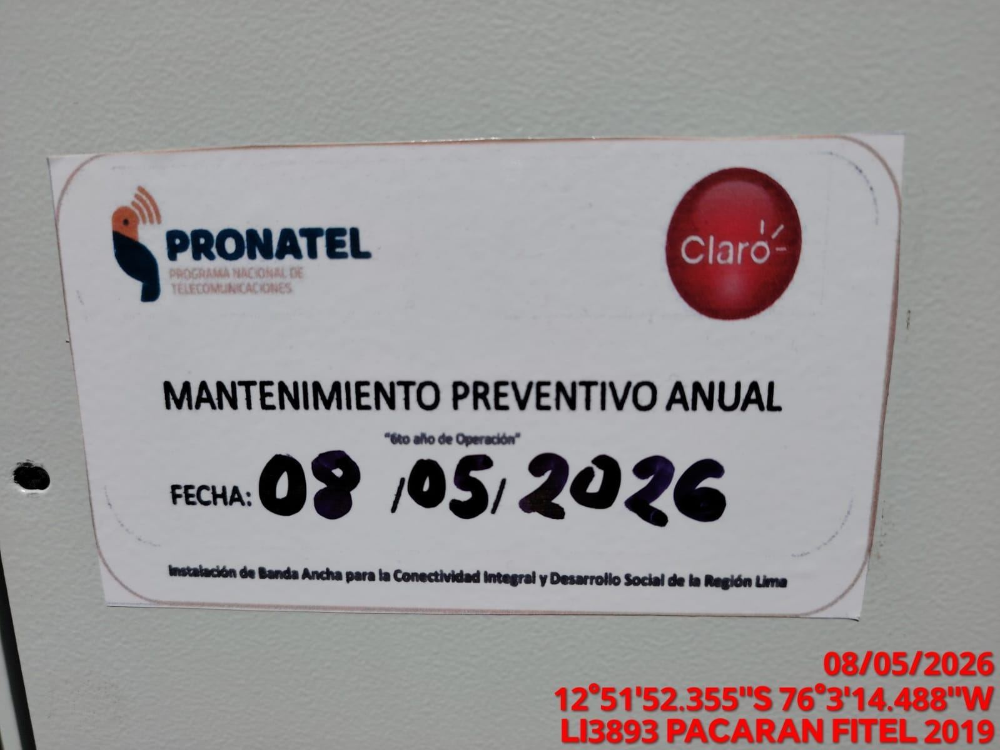 PRONATEL
PROGRAMA NACIONAL DE
TELECOMUNICACIONES
Claro
MANTENIMIENTO PREVENTIVO ANUAL
"6to año de Operación"
FECHA: 08/05/2026
Instalación de Banda Ancha para la Conectividad Integral y Desarrollo Social de la Región Lima
08/05/2026
12°51'52.355"S 76°3'14.488"W
LI3893 PACARAN FITEL 2019